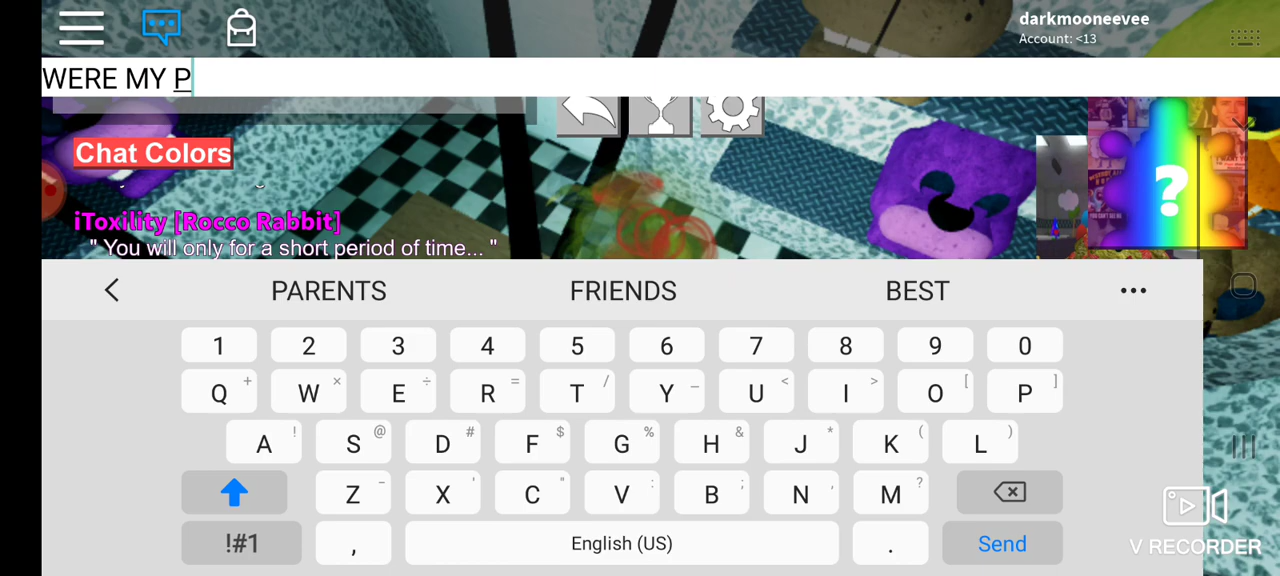 darkmooneevee
Account: <13
WERE MY P
Chat Colors
?
iToxility [Rocco Rabbit]
" You will only for a short period of time... "
PARENTS FRIENDS BEST
1 2 3 4 5 6 7 8 9 0
Q + W × E ÷ R = T / Y _ U < I > O [ P ]
A ! S @ D # F $ G % H & J * K ( L )
Z - X ' C " V : B ; N , M ?
!#1 , English (US) . Send
V RECORDER